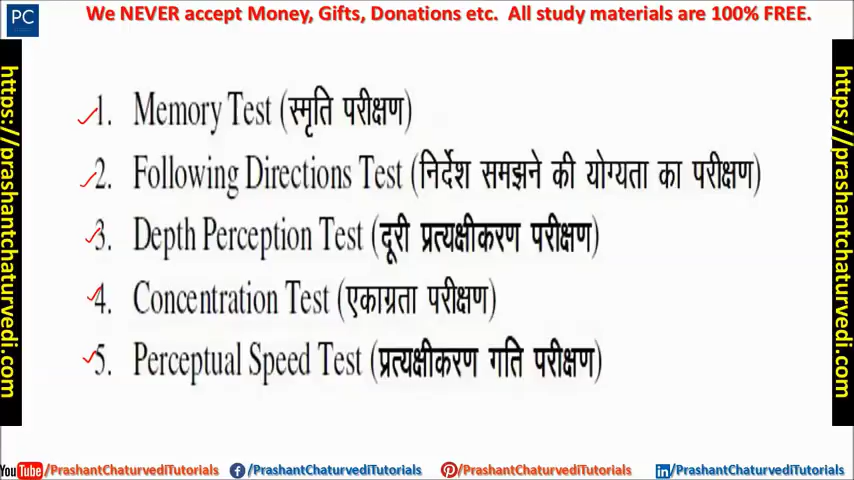 PC
We NEVER accept Money, Gifts, Donations etc. All study materials are 100% FREE.
https://prashantchaturvedi.com
1. Memory Test (स्मृति परीक्षण)
2. Following Directions Test (निर्देश समझने की योग्यता का परीक्षण)
3. Depth Perception Test (दूरी प्रत्यक्षीकरण परीक्षण)
4. Concentration Test (एकाग्रता परीक्षण)
5. Perceptual Speed Test (प्रत्यक्षीकरण गति परीक्षण)
https://prashantchaturvedi.com
YouTube/PrashantChaturvediTutorials f/PrashantChaturvediTutorials /PrashantChaturvediTutorials in/PrashantChaturvediTutorials